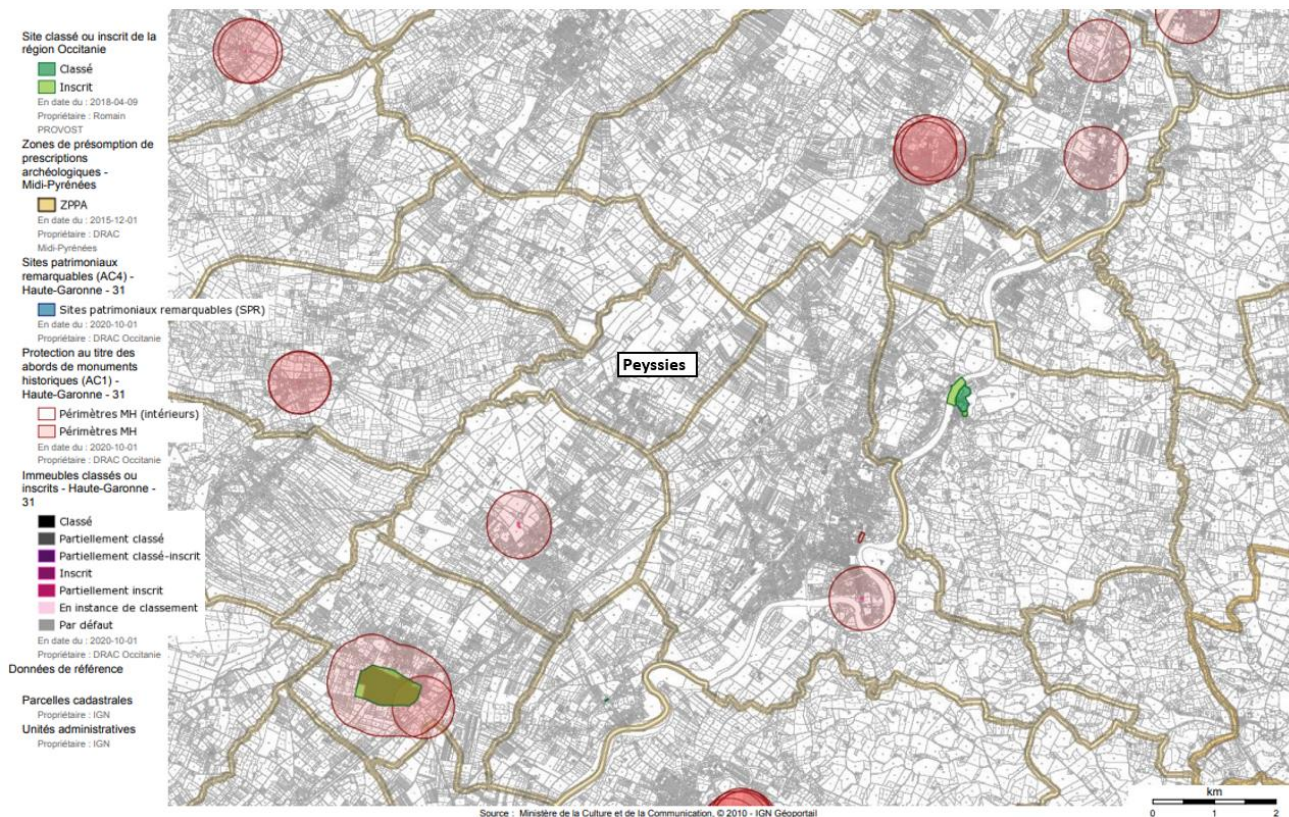 Site classé ou inscrit de la
région Occitanie
Classé
Inscrit
En date du : 2018-04-09
Propriétaire : Romain
PROVOST
Zones de présomption de
prescriptions
archéologiques -
Midi-Pyrénées
ZPPA
En date du : 2015-12-01
Propriétaire : DRAC
Midi-Pyrénées
Sites patrimoniaux
remarquables (AC4) -
Haute-Garonne - 31
Sites patrimoniaux remarquables (SPR)
En date du : 2020-10-01
Propriétaire : DRAC Occitanie
Protection au titre des
abords de monuments
historiques (AC1) -
Haute-Garonne - 31
Périmètres MH (intérieurs)
Périmètres MH
En date du : 2020-10-01
Propriétaire : DRAC Occitanie
Immeubles classés ou
inscrits - Haute-Garonne -
31
Classé
Partiellement classé
Partiellement classé-inscrit
Inscrit
Partiellement inscrit
En instance de classement
Par défaut
En date du : 2020-10-01
Propriétaire : DRAC Occitanie
Données de référence
Parcelles cadastrales
Propriétaire : IGN
Unités administratives
Propriétaire : IGN
Peyssies
km
0 1 2
Source : Ministère de la Culture et de la Communication, © 2010 - IGN Géoportail